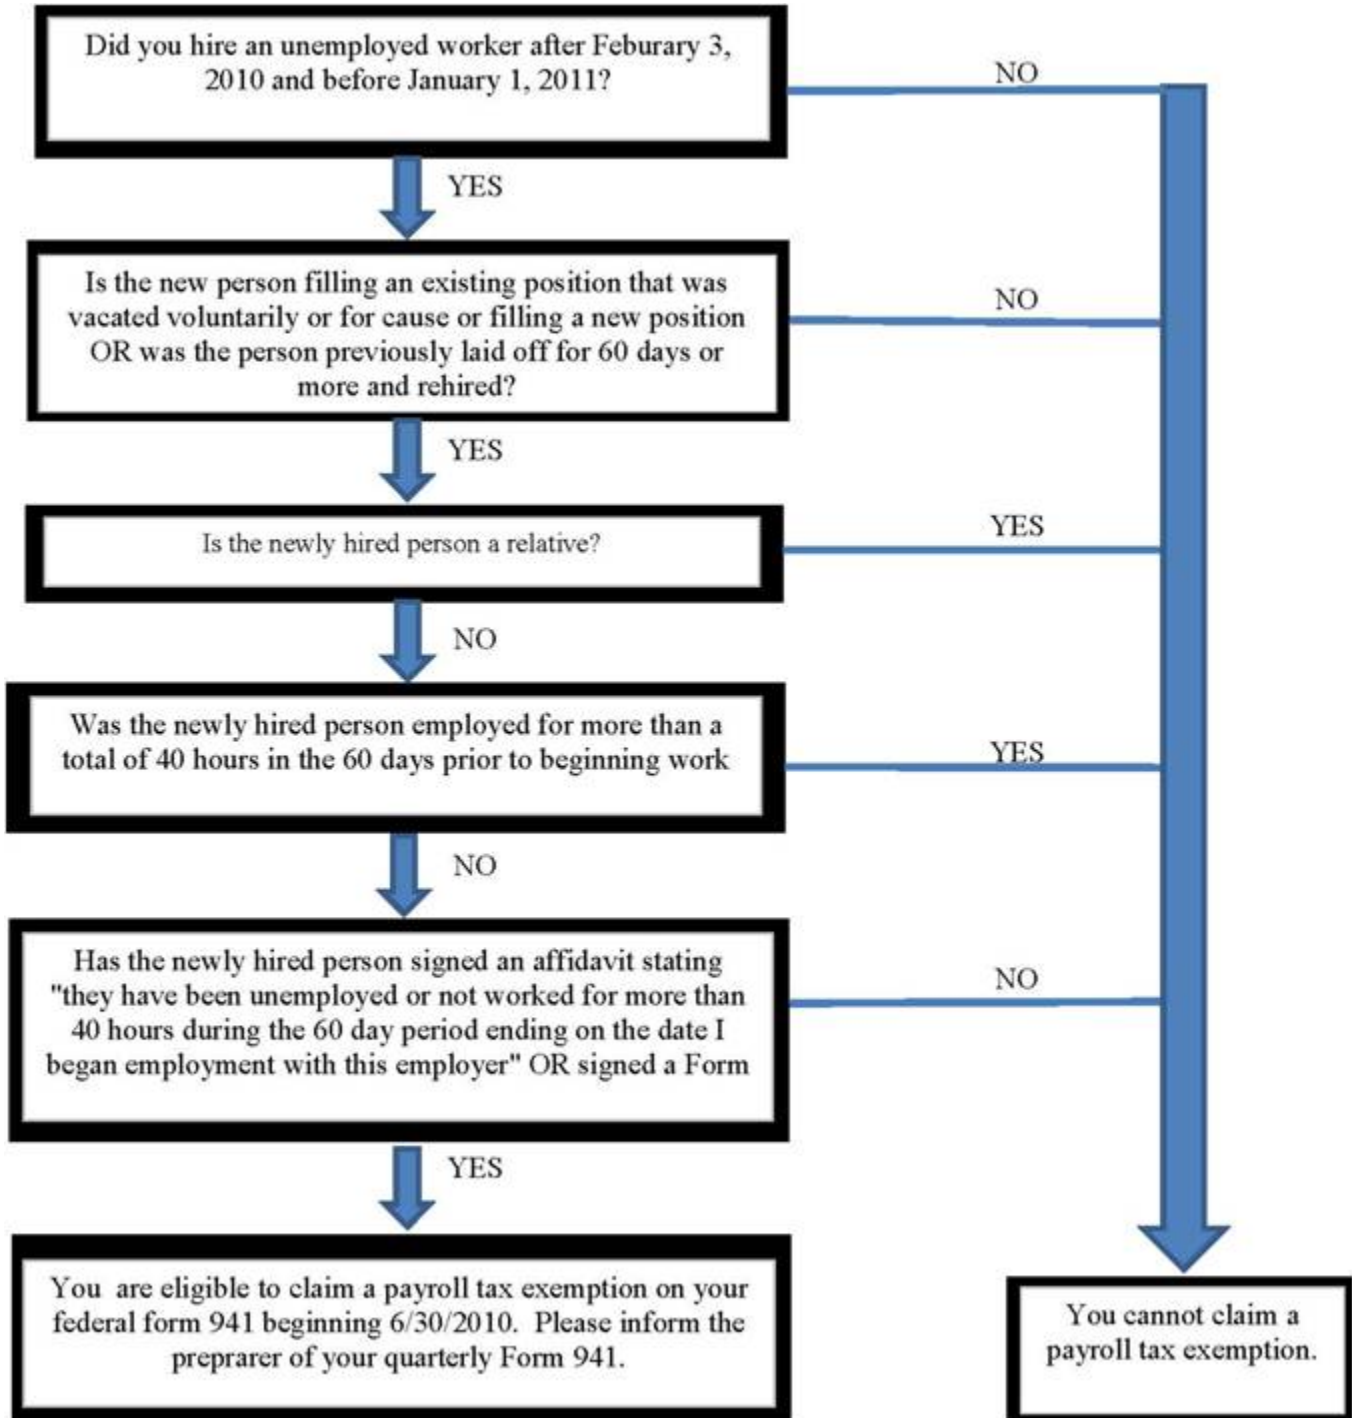 Did you hire an unemployed worker after Feburary 3,
2010 and before January 1, 2011?
NO
YES
Is the new person filling an existing position that was
vacated voluntarily or for cause or filling a new position
OR was the person previously laid off for 60 days or
more and rehired?
NO
YES
Is the newly hired person a relative?
YES
NO
Was the newly hired person employed for more than a
total of 40 hours in the 60 days prior to beginning work
YES
NO
Has the newly hired person signed an affidavit stating
"they have been unemployed or not worked for more than
40 hours during the 60 day period ending on the date I
began employment with this employer" OR signed a Form
NO
YES
You are eligible to claim a payroll tax exemption on your
federal form 941 beginning 6/30/2010. Please inform the
preprarer of your quarterly Form 941.
You cannot claim a
payroll tax exemption.